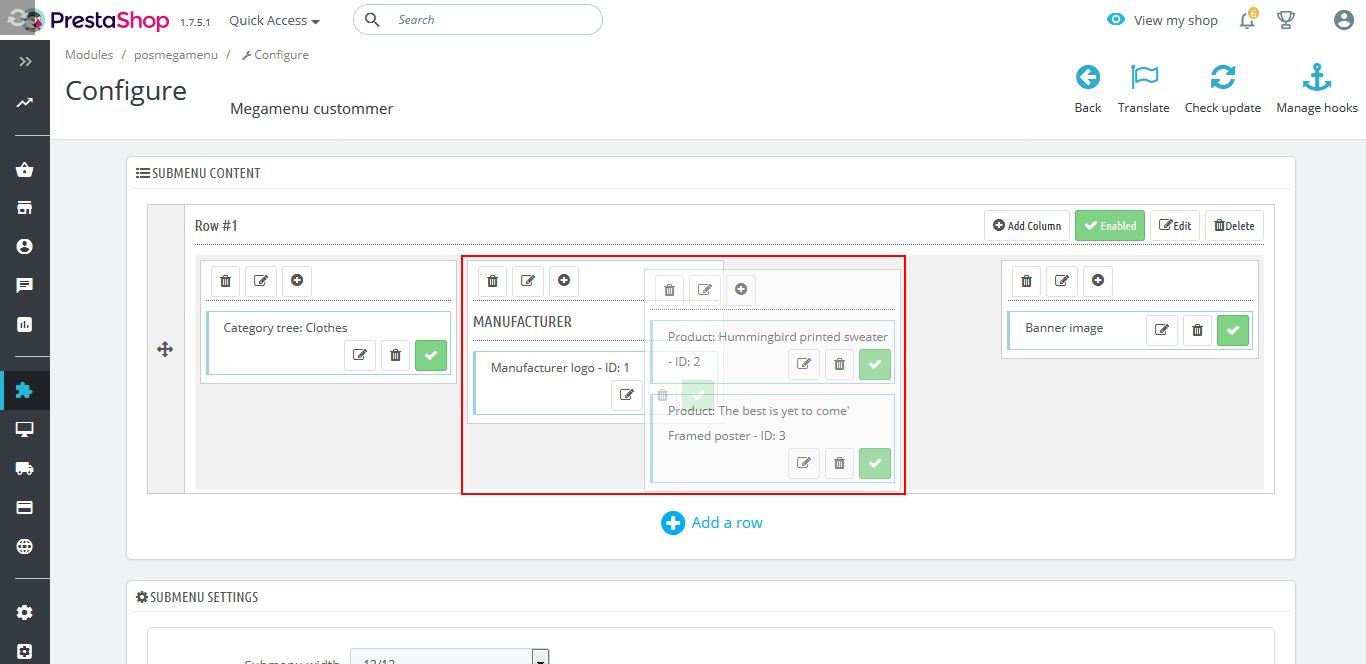 PrestaShop 1.7.5.1 Quick Access Search View my shop 6
Modules / posmegamenu / Configure
Configure
Megamenu custommer
Back Translate Check update Manage hooks
SUBMENU CONTENT
Row #1 Add Column Enabled Edit Delete
Category tree: Clothes
MANUFACTURER
Manufacturer logo - ID: 1
Product: Hummingbird printed sweater
- ID: 2
Product: The best is yet to come'
Framed poster - ID: 3
Banner image
Add a row
SUBMENU SETTINGS
Submenu width 12/12